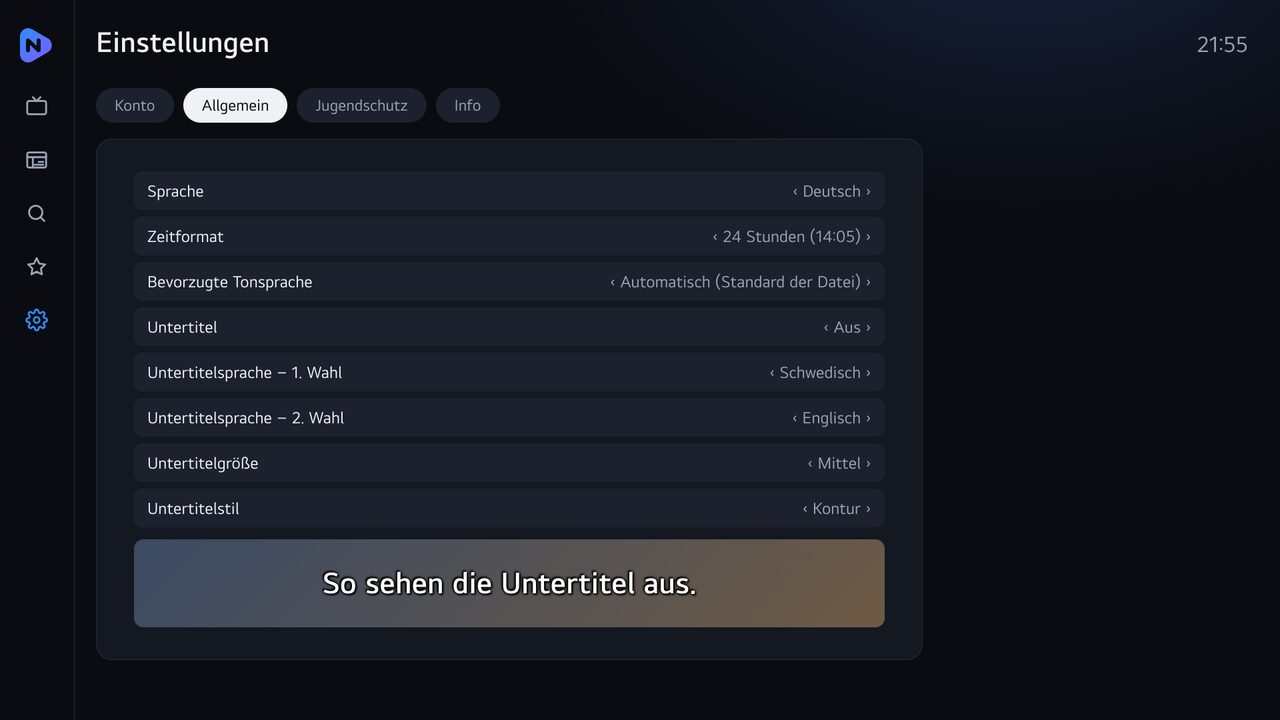 N
Einstellungen
21:55
Konto
Allgemein
Jugendschutz
Info
Sprache ‹ Deutsch ›
Zeitformat ‹ 24 Stunden (14:05) ›
Bevorzugte Tonsprache ‹ Automatisch (Standard der Datei) ›
Untertitel ‹ Aus ›
Untertitelsprache – 1. Wahl ‹ Schwedisch ›
Untertitelsprache – 2. Wahl ‹ Englisch ›
Untertitelgröße ‹ Mittel ›
Untertitelstil ‹ Kontur ›
So sehen die Untertitel aus.